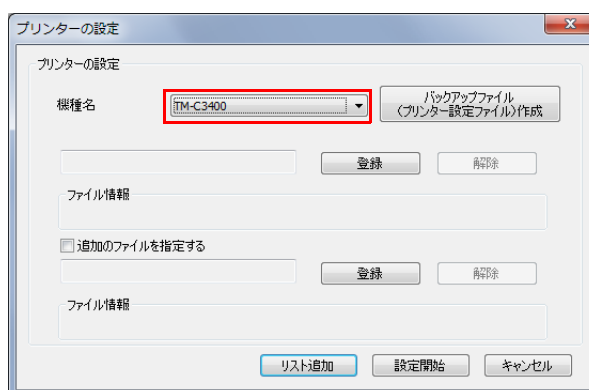 プリンターの設定
プリンターの設定
機種名
TM-C3400
バックアップファイル
(プリンター設定ファイル)作成
登録
解除
ファイル情報
追加のファイルを指定する
登録
解除
ファイル情報
リスト追加
設定開始
キャンセル